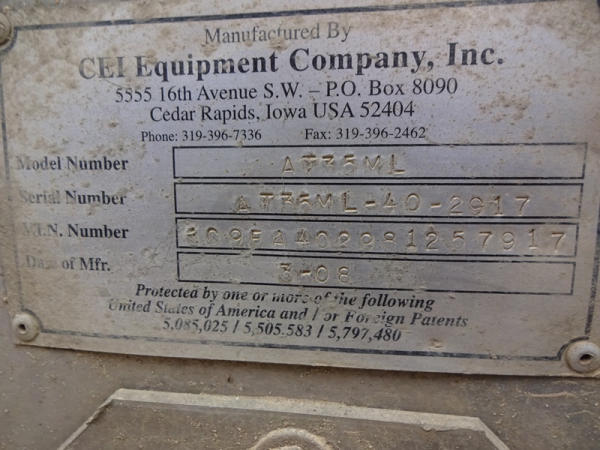 Manufactured By
CEI Equipment Company, Inc.
5555 16th Avenue S.W. – P.O. Box 8090
Cedar Rapids, Iowa USA 52404
Phone: 319-396-7336 Fax: 319-396-2462
Model Number AT35ML
Serial Number AT35ML-40-2917
V.I.N. Number
Date of Mfr. 3-08
Protected by one or more of the following
United States of America and / or Foreign Patents
5,085,025 / 5,505,583 / 5,797,480